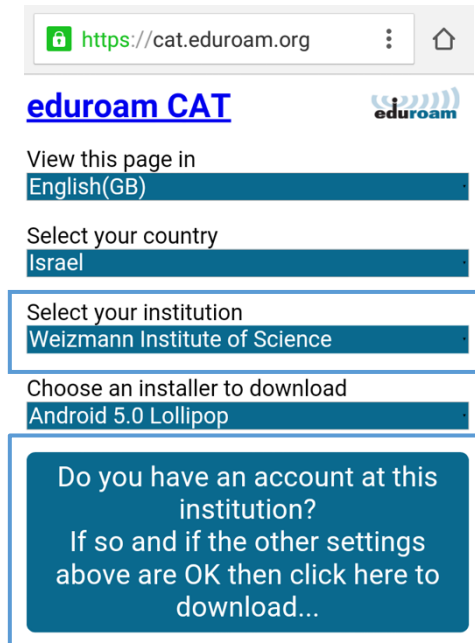 https://cat.eduroam.org
eduroam CAT
eduroam
View this page in
English(GB)
Select your country
Israel
Select your institution
Weizmann Institute of Science
Choose an installer to download
Android 5.0 Lollipop
Do you have an account at this
institution?
If so and if the other settings
above are OK then click here to
download...